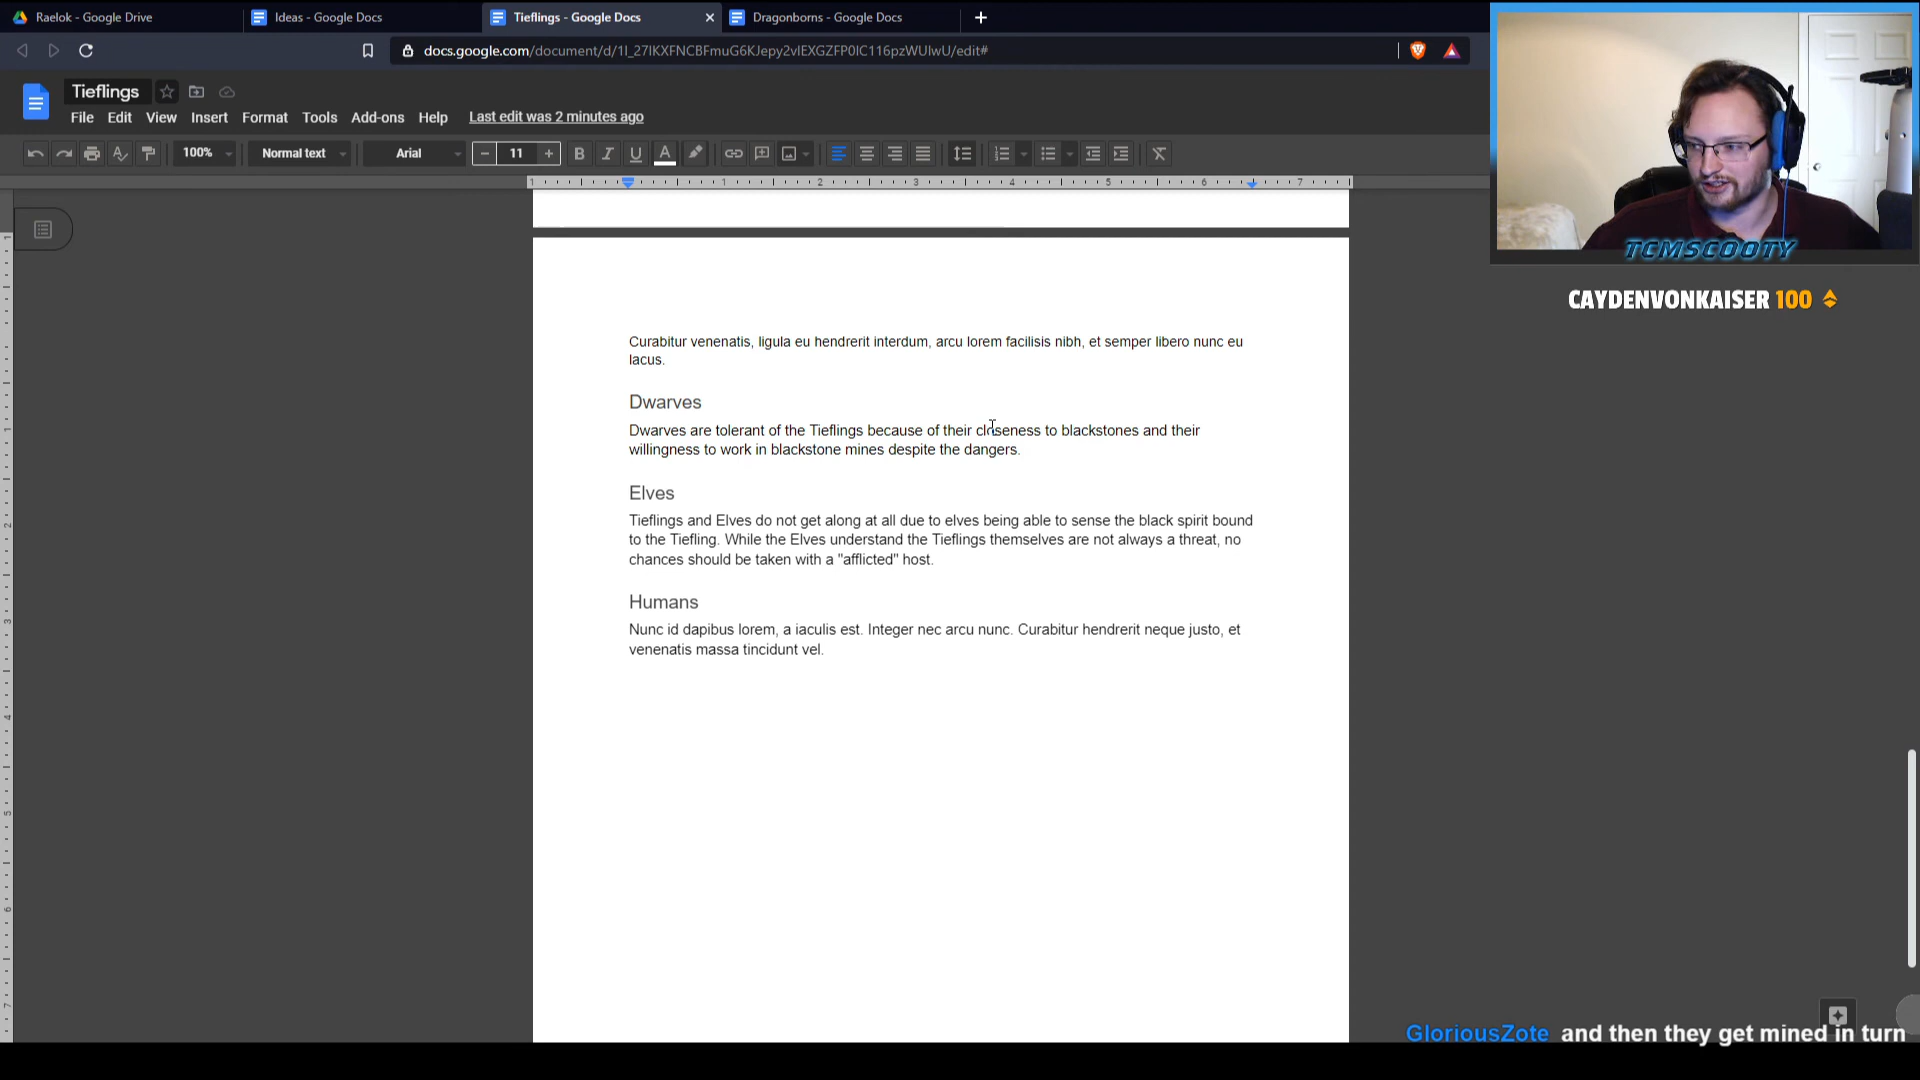 Raelok - Google Drive
Ideas - Google Docs
Tieflings - Google Docs
Dragonborns - Google Docs
docs.google.com/document/d/1I_27IKXFNCBFmuG6KJepy2vIEXGZFP0IC116pzWUIwU/edit#
Tieflings
File Edit View Insert Format Tools Add-ons Help Last edit was 2 minutes ago
100% Normal text Arial 11
1 1 2 3 4 5 6 7
TCMSCOOTY
CAYDENVONKAISER 100
Curabitur venenatis, ligula eu hendrerit interdum, arcu lorem facilisis nibh, et semper libero nunc eu
lacus.
Dwarves
Dwarves are tolerant of the Tieflings because of their closeness to blackstones and their
willingness to work in blackstone mines despite the dangers.
Elves
Tieflings and Elves do not get along at all due to elves being able to sense the black spirit bound
to the Tiefling. While the Elves understand the Tieflings themselves are not always a threat, no
chances should be taken with a "afflicted" host.
Humans
Nunc id dapibus lorem, a iaculis est. Integer nec arcu nunc. Curabitur hendrerit neque justo, et
venenatis massa tincidunt vel.
GloriousZote and then they get mined in turn